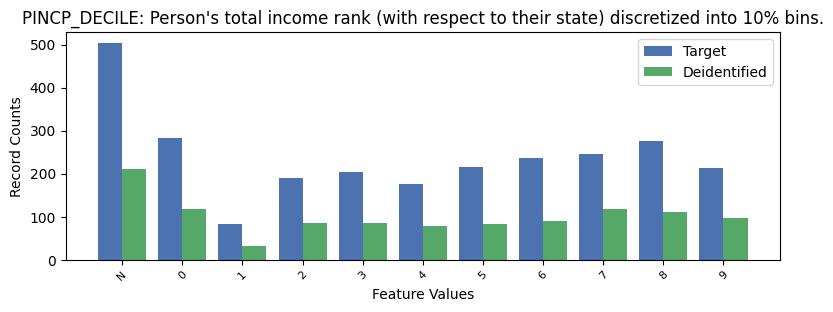 PINCP_DECILE: Person's total income rank (with respect to their state) discretized into 10% bins.
500
400
300
200
100
0
Record Counts
Target
Deidentified
N 0 1 2 3 4 5 6 7 8 9
Feature Values